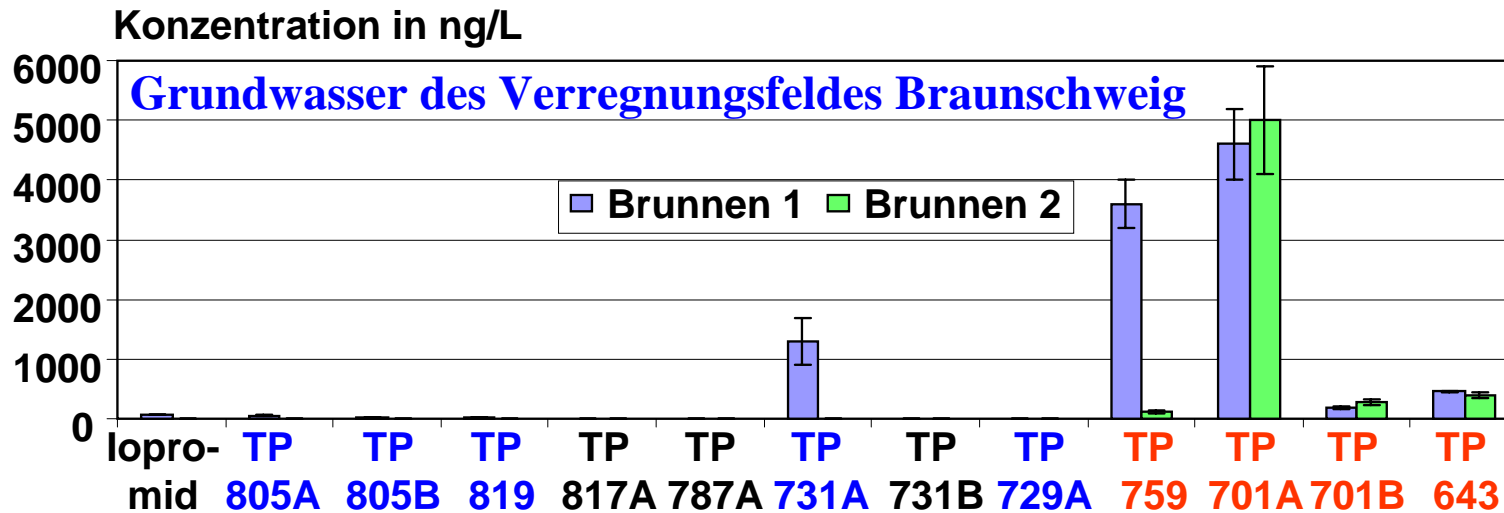 Konzentration in ng/L
6000
5000
4000
3000
2000
1000
0
Grundwasser des Verregnungsfeldes Braunschweig
Brunnen 1 Brunnen 2
Iopro- TP TP TP TP TP TP TP TP TP TP TP TP
mid 805A 805B 819 817A 787A 731A 731B 729A 759 701A 701B 643